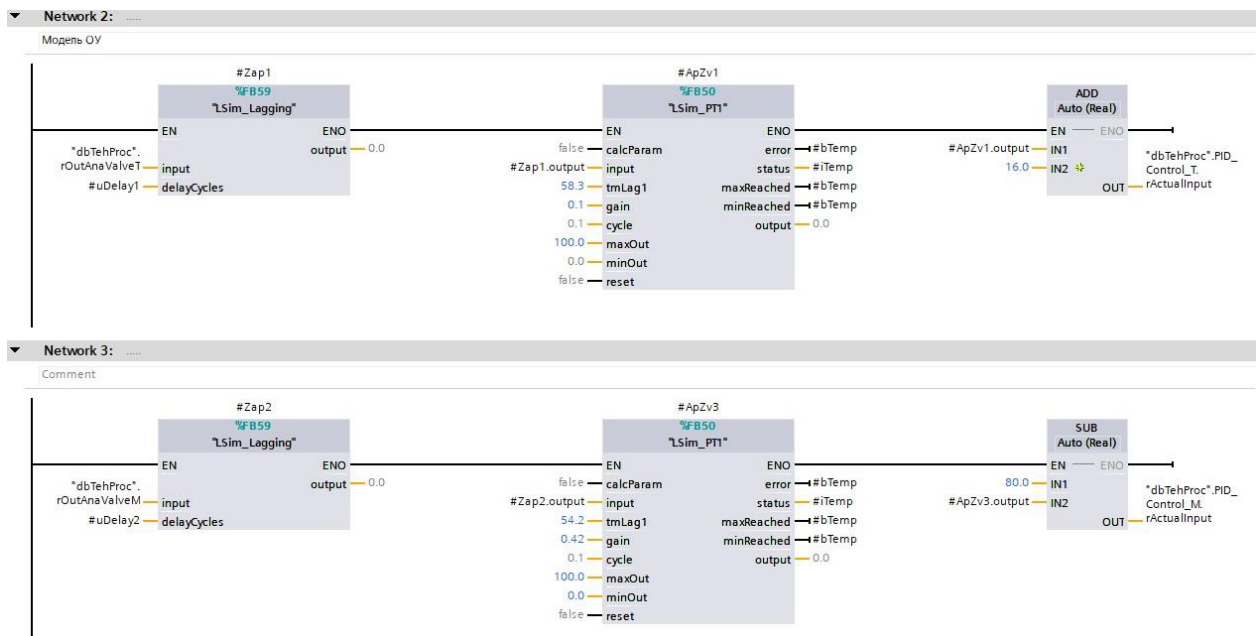 Network 2: .....
Модель ОУ
#Zap1
%FB59
"LSim_Lagging"
EN ENO
"dbTehProc".
rOutAnaValveT input
output 0.0
#uDelay1 delayCycles
#ApZv1
%FB50
"LSim_PT1"
EN ENO
false calcParam error #bTemp
#Zap1.output input status #iTemp
58.3 tmLag1 maxReached #bTemp
0.1 gain minReached #bTemp
0.1 cycle output 0.0
100.0 maxOut
0.0 minOut
false reset
ADD
Auto (Real)
EN ENO
#ApZv1.output IN1
16.0 IN2
OUT
"dbTehProc".PID_
Control_T.
rActualInput
Network 3: .....
Comment
#Zap2
%FB59
"LSim_Lagging"
EN ENO
"dbTehProc".
rOutAnaValveM input
output 0.0
#uDelay2 delayCycles
#ApZv3
%FB50
"LSim_PT1"
EN ENO
false calcParam error #bTemp
#Zap2.output input status #iTemp
54.2 tmLag1 maxReached #bTemp
0.42 gain minReached #bTemp
0.1 cycle output 0.0
100.0 maxOut
0.0 minOut
false reset
SUB
Auto (Real)
EN ENO
80.0 IN1
#ApZv3.output IN2
OUT
"dbTehProc".PID_
Control_M.
rActualInput